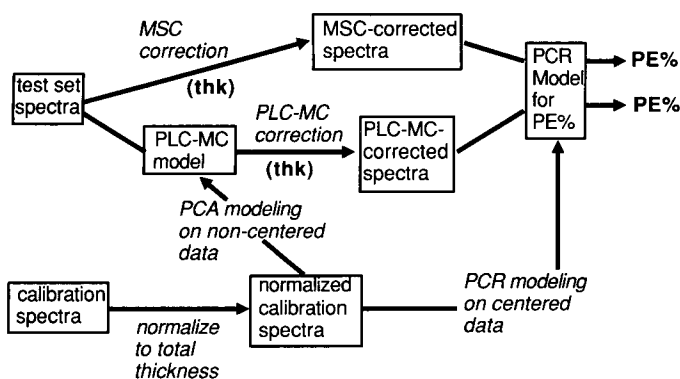 MSC
correction
(thk)
MSC-corrected
spectra
PCR
Model
for
PE%
PE%
PE%
test set
spectra
PLC-MC
model
PLC-MC
correction
(thk)
PLC-MC-
corrected
spectra
PCA modeling
on non-centered
data
calibration
spectra
normalize
to total
thickness
normalized
calibration
spectra
PCR modeling
on centered
data